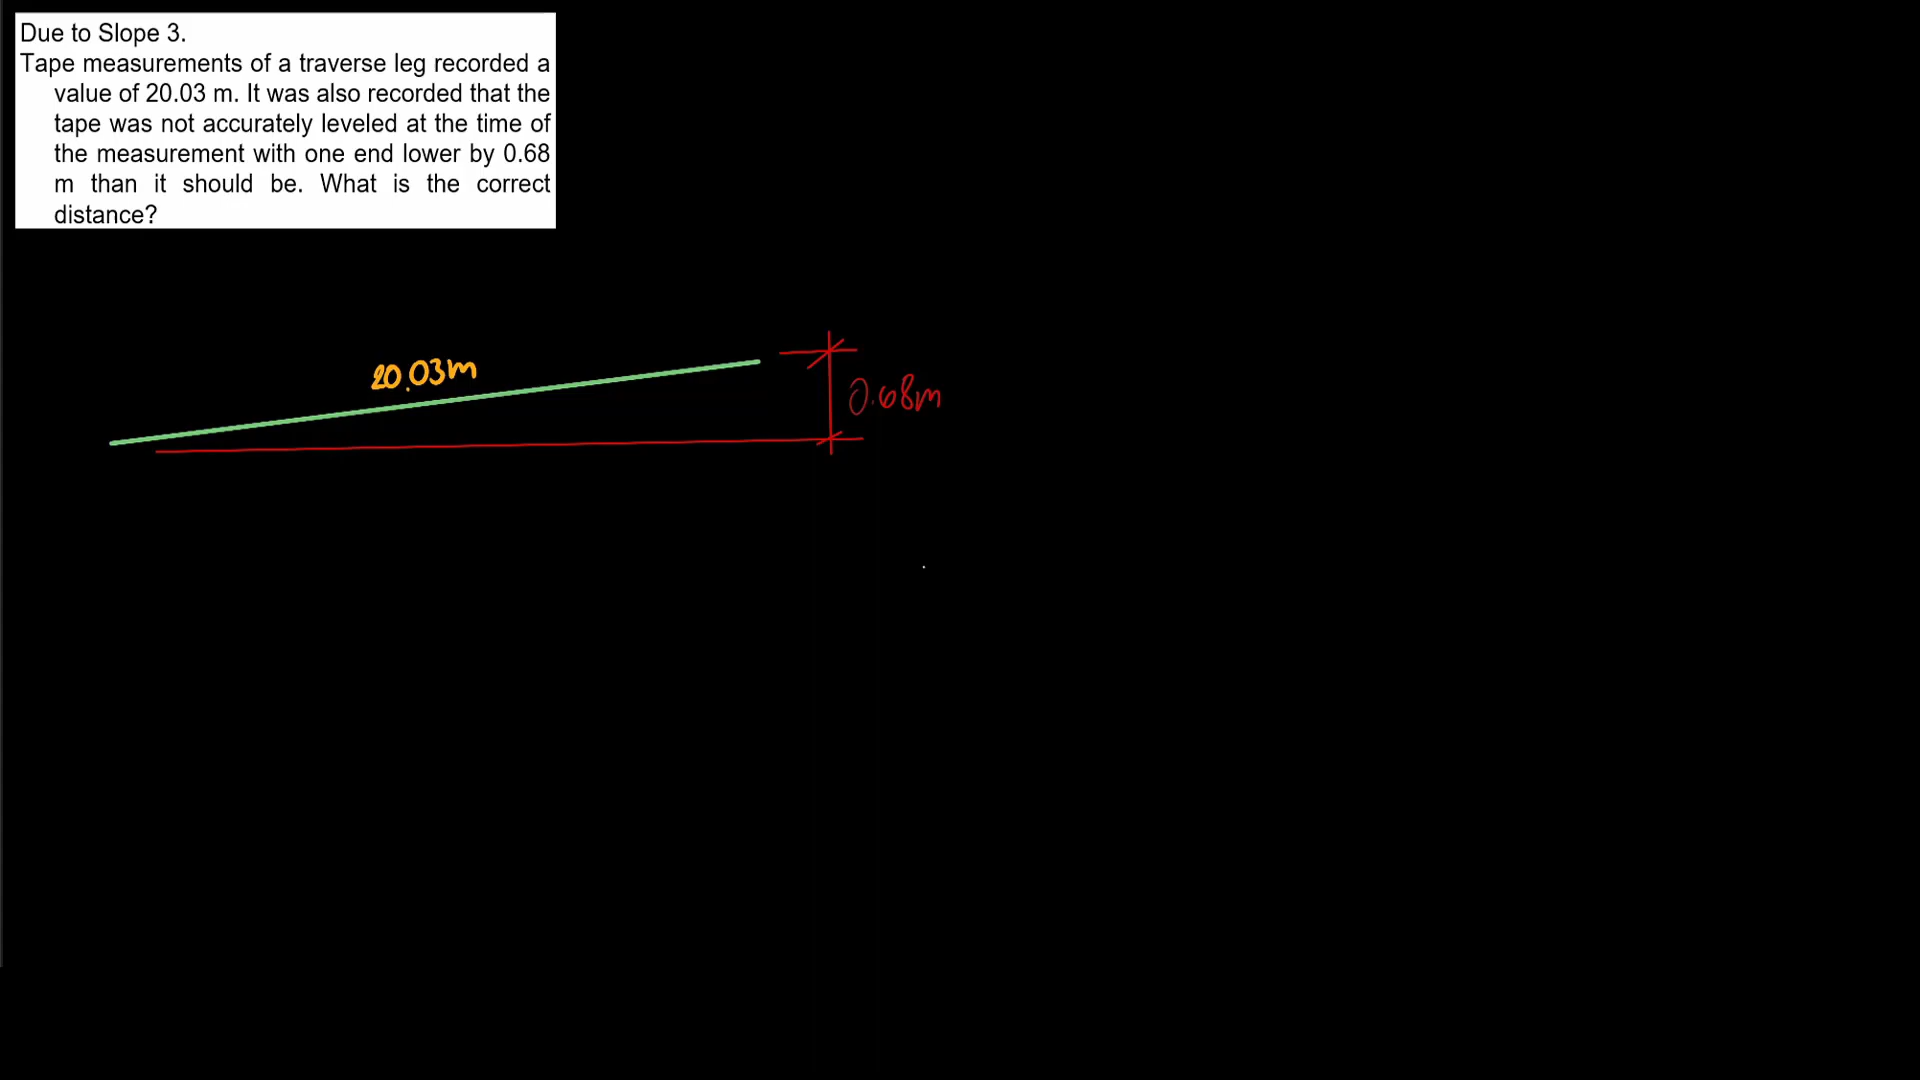 Due to Slope 3.
Tape measurements of a traverse leg recorded a
value of 20.03 m. It was also recorded that the
tape was not accurately leveled at the time of
the measurement with one end lower by 0.68
m than it should be. What is the correct
distance?
20.03m
0.68m